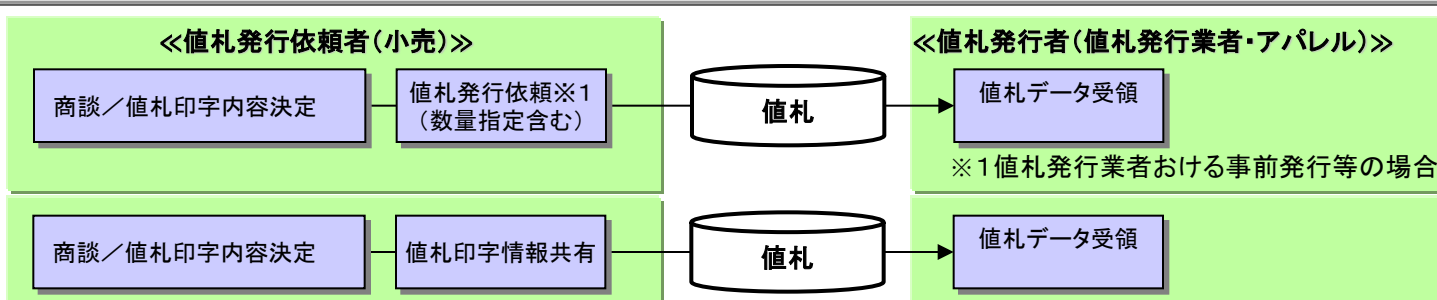 ≪値札発行依頼者(小売)≫
≪値札発行者(値札発行業者・アパレル)≫
商談／値札印字内容決定
値札発行依頼※1
(数量指定含む)
値札
値札データ受領
※1値札発行業者おける事前発行等の場合
商談／値札印字内容決定
値札印字情報共有
値札
値札データ受領